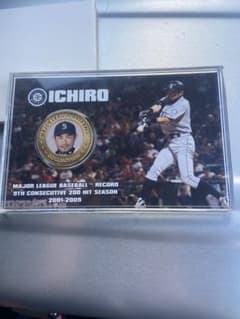 ICHIRO
MAJOR LEAGUE BASEBALL RECORD
9TH CONSECUTIVE 200 HIT SEASON
2001-2009